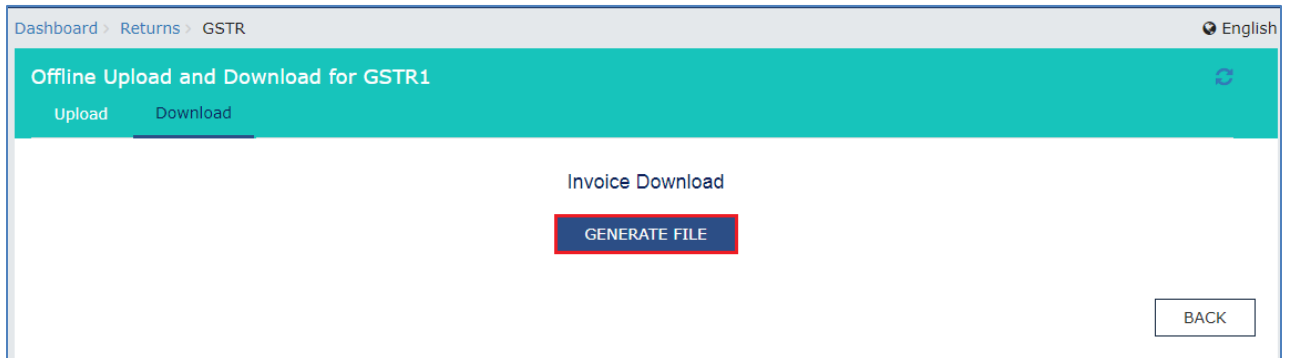 Dashboard > Returns > GSTR English
Offline Upload and Download for GSTR1
Upload Download
Invoice Download
GENERATE FILE
BACK